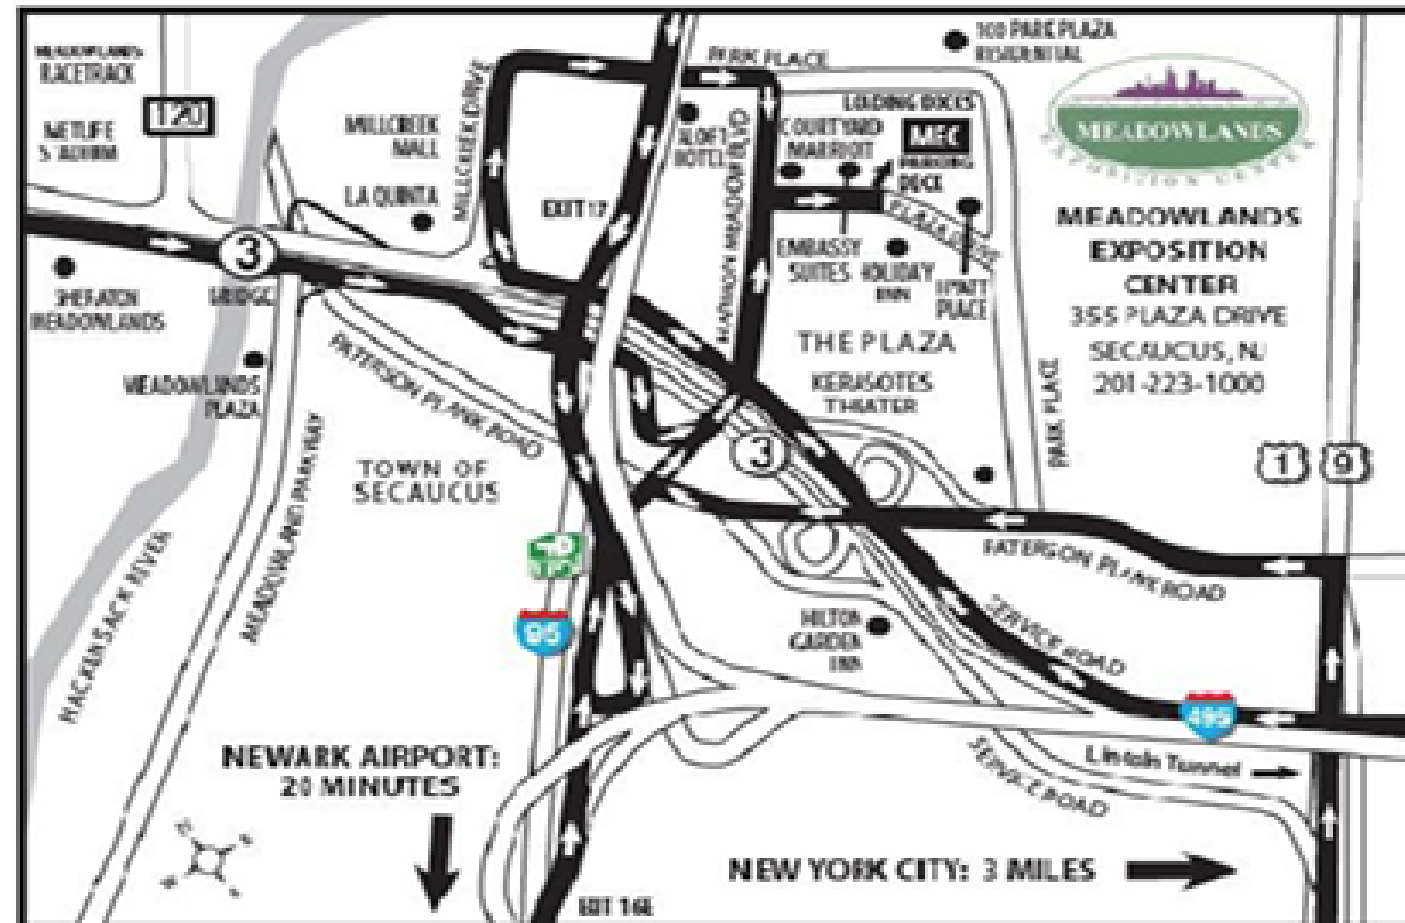 MEADOWLANDS
RACETRACK
120
METLIFE
STADIUM
MILLCREEK
MALL
LA QUINTA
MILLCREEK DRIVE
EXIT 17
PARK PLACE
100 PARK PLAZA
RESIDENTIAL
LOADING DOCKS
ALOFT
HOTEL
HARMON MEADOW BLVD
COURTYARD
MARRIOTT
MEC
PARKING
DECK
PLAZA DRIVE
EMBASSY
SUITES
HOLIDAY
INN
HYATT
PLACE
MEADOWLANDS
EXPOSITION CENTER
MEADOWLANDS
EXPOSITION
CENTER
355 PLAZA DRIVE
SECAUCUS, NJ
201-223-1000
3
BRIDGE
SHERATON
MEADOWLANDS
MEADOWLANDS
PLAZA
PATERSON PLANK ROAD
THE PLAZA
KERASOTES
THEATER
PARK PLACE
3
1
9
TOWN OF
SECAUCUS
MEADOWLAND PARKWAY
HACKENSACK RIVER
95
PATERSON PLANK ROAD
SERVICE ROAD
HILTON
GARDEN
INN
495
Lincoln Tunnel
SERVICE ROAD
NEWARK AIRPORT:
20 MINUTES
NEW YORK CITY: 3 MILES
EXIT 16E